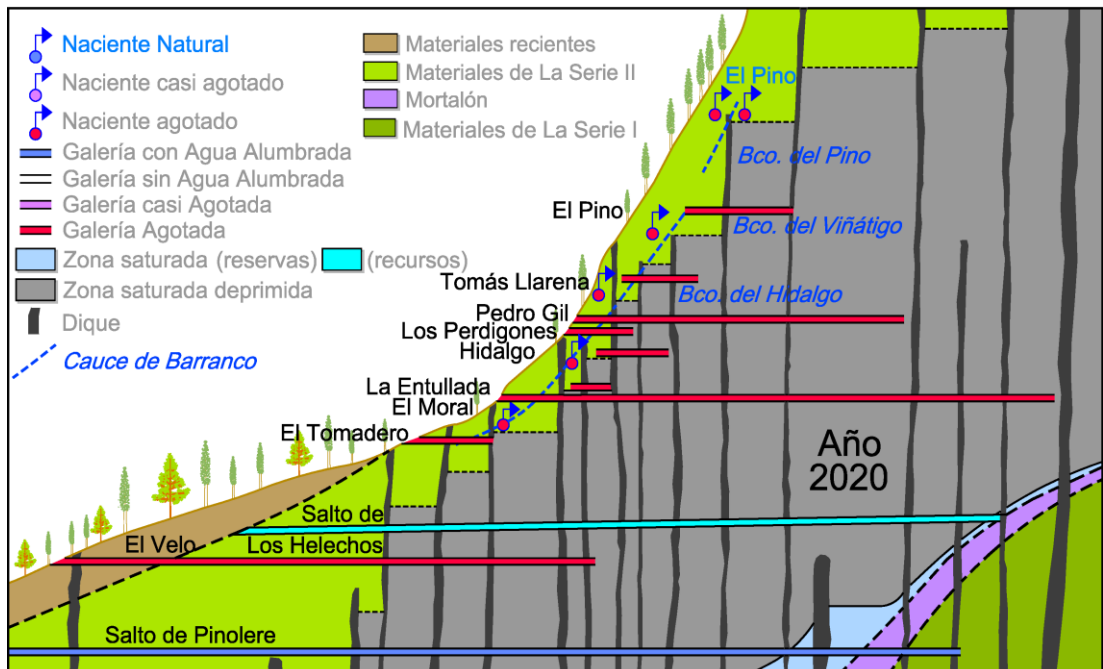 Naciente Natural
Naciente casi agotado
Naciente agotado
Galería con Agua Alumbrada
Galería sin Agua Alumbrada
Galería casi Agotada
Galería Agotada
Zona saturada (reservas) (recursos)
Zona saturada deprimida
Dique
Cauce de Barranco
Materiales recientes
Materiales de La Serie II
Mortalón
Materiales de La Serie I
El Pino
Bco. del Pino
El Pino
Bco. del Viñátigo
Tomás Llarena
Bco. del Hidalgo
Pedro Gil
Los Perdigones
Hidalgo
La Entullada
El Moral
El Tomadero
Año
2020
Salto de
Los Helechos
El Velo
Salto de Pinolere